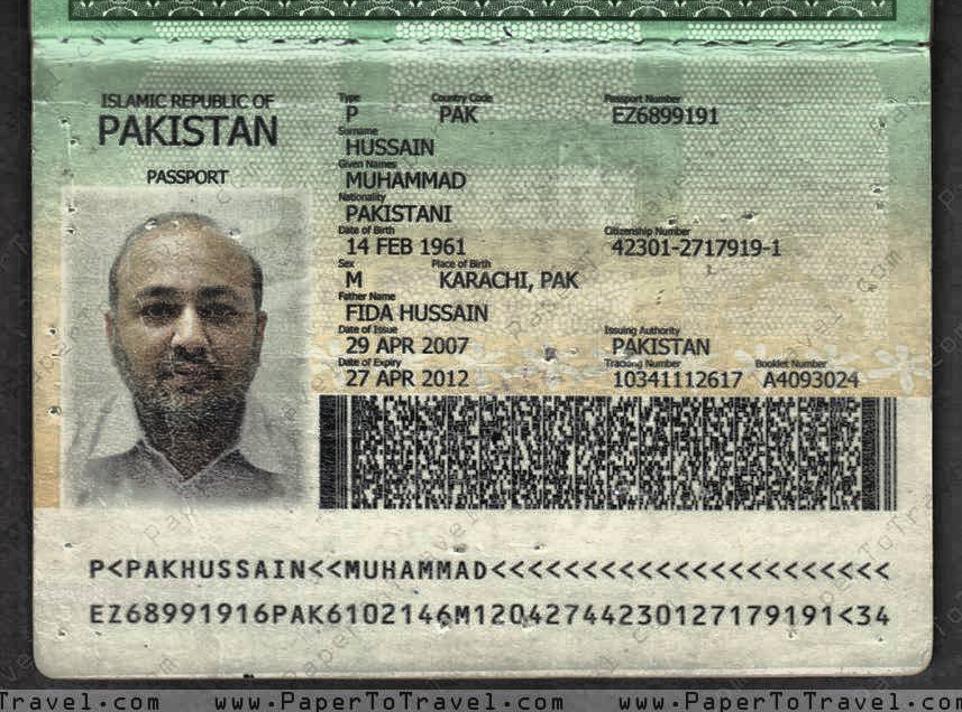 ISLAMIC REPUBLIC OF
PAKISTAN
PASSPORT
Type Country Code Passport Number
P PAK EZ6899191
Surname
HUSSAIN
Given Names
MUHAMMAD
Nationality
PAKISTANI
Date of Birth Citizenship Number
14 FEB 1961 42301-2717919-1
Sex Place of Birth
M KARACHI, PAK
Father Name
FIDA HUSSAIN
Date of Issue Issuing Authority
29 APR 2007 PAKISTAN
Date of Expiry Tracking Number Booklet Number
27 APR 2012 10341112617 A4093024
P<PAKHUSSAIN<<MUHAMMAD<<<<<<<<<<<<<<<<<<<<<<
EZ68991916PAK6102146M12042744230127179191<34
Travel.com www.PaperToTravel.com www.PaperToTravel.com